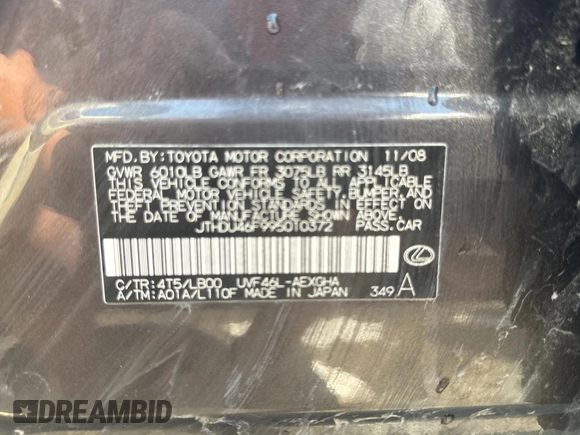 MFD. BY: TOYOTA MOTOR CORPORATION 11/08
GVWR 6010LB GAWR FR 3075LB RR 3145LB
THIS VEHICLE CONFORMS TO ALL APPLICABLE
FEDERAL MOTOR VEHICLE SAFETY, BUMPER, AND
THEFT PREVENTION STANDARDS IN EFFECT ON
THE DATE OF MANUFACTURE SHOWN ABOVE.
JTHDU46F995010372 PASS.CAR
C/TR: 4T5/LB00 UVF46L-AEXGHA
A/TM: A01A/L110F MADE IN JAPAN 349 A
DREAMBID